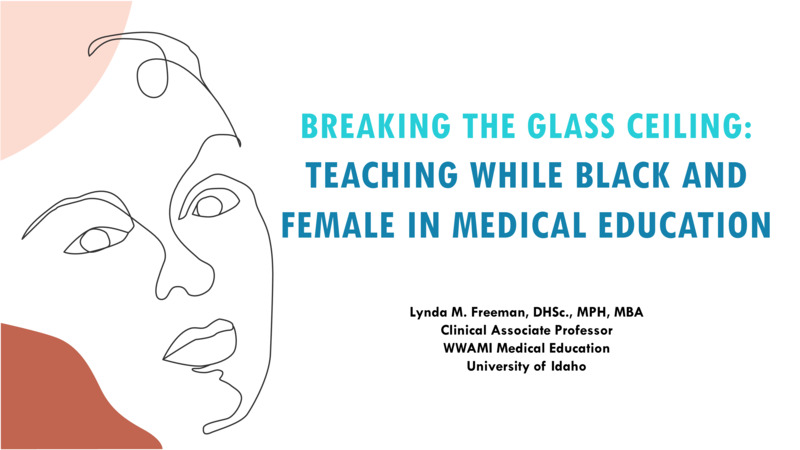 BREAKING THE GLASS CEILING:
TEACHING WHILE BLACK AND
FEMALE IN MEDICAL EDUCATION
Lynda M. Freeman, DHSc., MPH, MBA
Clinical Associate Professor
WWAMI Medical Education
University of Idaho